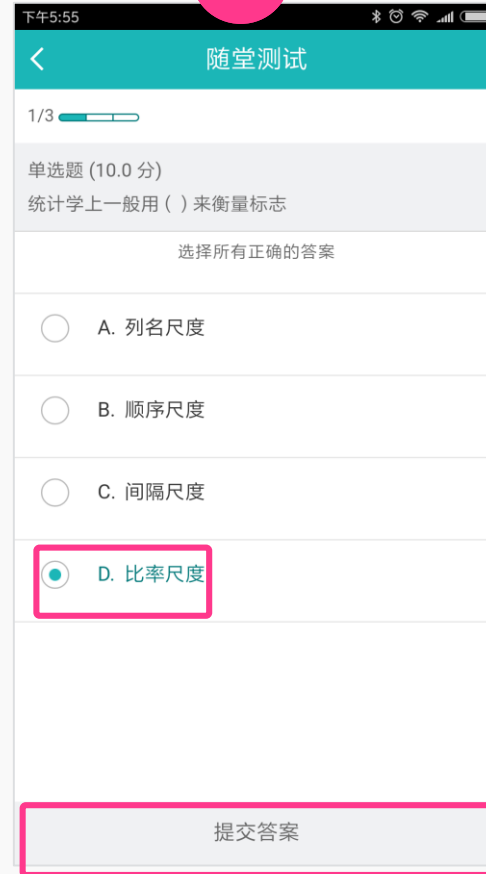 下午5:55
随堂测试
1/3
单选题 (10.0 分)
统计学上一般用 ( ) 来衡量标志
选择所有正确的答案
A. 列名尺度
B. 顺序尺度
C. 间隔尺度
D. 比率尺度
提交答案